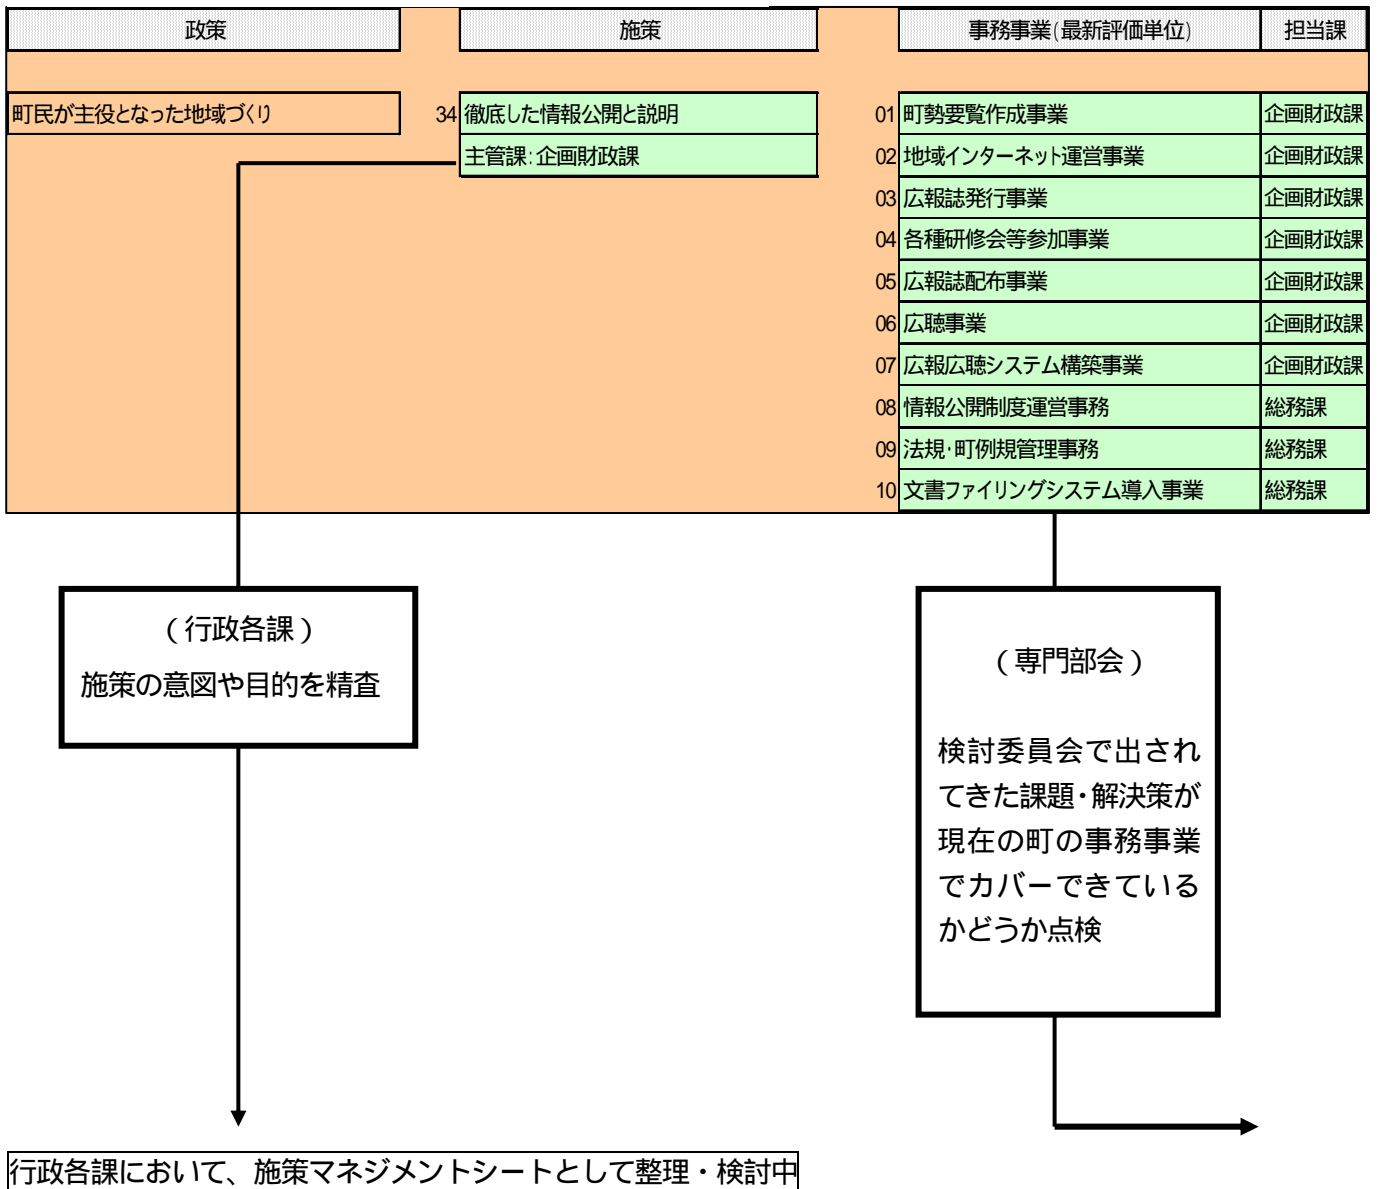 政策 施策 事務事業(最新評価単位) 担当課
町民が主役となった地域づくり 34 徹底した情報公開と説明 01 町勢要覧作成事業 企画財政課
主管課:企画財政課 02 地域インターネット運営事業 企画財政課
03 広報誌発行事業 企画財政課
04 各種研修会等参加事業 企画財政課
05 広報誌配布事業 企画財政課
06 広聴事業 企画財政課
07 広報広聴システム構築事業 企画財政課
08 情報公開制度運営事務 総務課
09 法規・町例規管理事務 総務課
10 文書ファイリングシステム導入事業 総務課
(行政各課)
施策の意図や目的を精査
(専門部会)
検討委員会で出され
てきた課題・解決策が
現在の町の事務事業
でカバーできている
かどうか点検
行政各課において、施策マネジメントシートとして整理・検討中